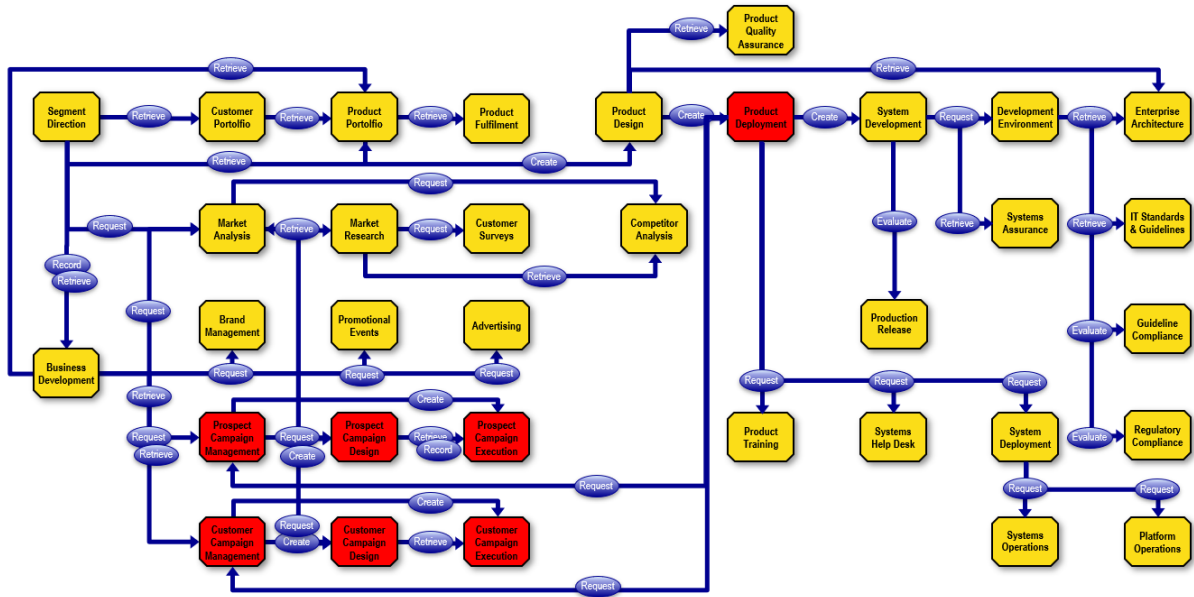 Product
Quality
Assurance
Retrieve
Retrieve
Retrieve
Segment
Direction
Retrieve
Customer
Portolfio
Retrieve
Product
Portolfio
Retrieve
Product
Fulfilment
Product
Design
Create
Product
Deployment
Create
System
Development
Request
Development
Environment
Retrieve
Enterprise
Architecture
Retrieve
Create
Request
Request
Market
Analysis
Retrieve
Market
Research
Request
Customer
Surveys
Competitor
Analysis
Evaluate
Retrieve
Systems
Assurance
Retrieve
IT Standards
& Guidelines
Record
Retrieve
Retrieve
Request
Brand
Management
Promotional
Events
Advertising
Production
Release
Evaluate
Guideline
Compliance
Business
Development
Request
Request
Request
Request
Request
Request
Retrieve
Create
Request
Retrieve
Prospect
Campaign
Management
Request
Create
Prospect
Campaign
Design
Retrieve
Record
Prospect
Campaign
Execution
Product
Training
Systems
Help Desk
System
Deployment
Evaluate
Regulatory
Compliance
Request
Request
Request
Create
Customer
Campaign
Management
Request
Create
Customer
Campaign
Design
Retrieve
Customer
Campaign
Execution
Systems
Operations
Platform
Operations
Request